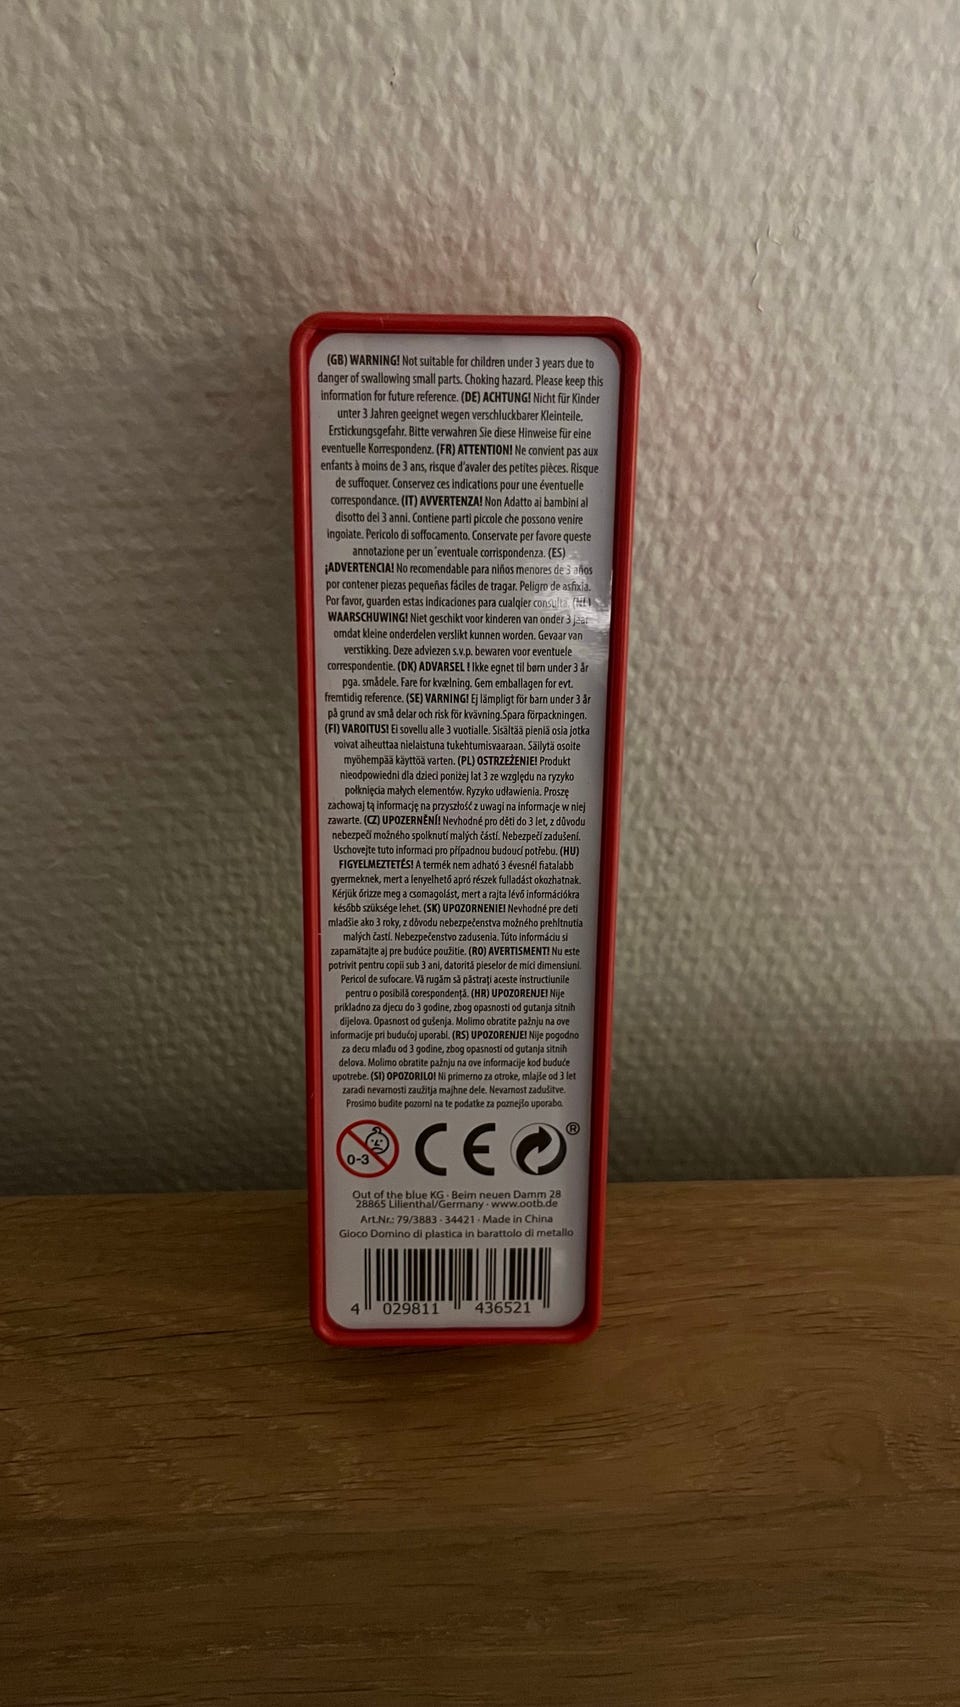 (GB) WARNING! Not suitable for children under 3 years due to
danger of swallowing small parts. Choking hazard. Please keep this
information for future reference. (DE) ACHTUNG! Nicht für Kinder
unter 3 Jahren geeignet wegen verschluckbarer Kleinteile.
Erstickungsgefahr. Bitte verwahren Sie diese Hinweise für eine
eventuelle Korrespondenz. (FR) ATTENTION! Ne convient pas aux
enfants à moins de 3 ans, risque d'avaler des petites pièces. Risque
de suffoquer. Conservez ces indications pour une éventuelle
correspondance. (IT) AVVERTENZA! Non Adatto ai bambini al
disotto dei 3 anni. Contiene parti piccole che possono venire
ingoiate. Pericolo di soffocamento. Conservate per favore queste
annotazione per un´eventuale corrispondenza. (ES)
¡ADVERTENCIA! No recomendable para niños menores de 3 años
por contener piezas pequeñas fáciles de tragar. Peligro de asfixia.
Por favor, guarden estas indicaciones para cualqier consulta. (NL)
WAARSCHUWING! Niet geschikt voor kinderen van onder 3 jaar
omdat kleine onderdelen verslikt kunnen worden. Gevaar van
verstikking. Deze adviezen s.v.p. bewaren voor eventuele
correspondentie. (DK) ADVARSEL ! Ikke egnet til børn under 3 år
pga. smådele. Fare for kvælning. Gem emballagen for evt.
fremtidig reference. (SE) VARNING! Ej lämpligt för barn under 3 år
på grund av små delar och risk för kvävning.Spara förpackningen.
(FI) VAROITUS! Ei sovellu alle 3 vuotialle. Sisältää pieniä osia jotka
voivat aiheuttaa nielaistuna tukehtumisvaaraan. Säilytä osoite
myöhempää käyttöä varten. (PL) OSTRZEŻENIE! Produkt
nieodpowiedni dla dzieci poniżej lat 3 ze względu na ryzyko
połknięcia małych elementów. Ryzyko udławienia. Proszę
zachowaj tą informację na przyszłość z uwagi na informacje w niej
zawarte. (CZ) UPOZERNĚNÍ! Nevhodné pro děti do 3 let, z důvodu
nebezpečí možného spolknutí malých částí. Nebezpečí zadušení.
Uschovejte tuto informaci pro případnou budoucí potřebu. (HU)
FIGYELMEZTETÉS! A termék nem adható 3 évesnél fiatalabb
gyermeknek, mert a lenyelhető apró részek fulladást okozhatnak.
Kérjük őrizze meg a csomagolást, mert a rajta lévő információkra
később szüksége lehet. (SK) UPOZORNENIE! Nevhodné pre deti
mladšie ako 3 roky, z dôvodu nebezpečenstva možného prehltnutia
malých častí. Nebezpečenstvo zadusenia. Túto informáciu si
zapamätajte aj pre budúce použitie. (RO) AVERTISMENT! Nu este
potrivit pentru copii sub 3 ani, datorită pieselor de mici dimensiuni.
Pericol de sufocare. Vă rugăm să păstrați aceste instructiunile
pentru o posibilă corespondență. (HR) UPOZORENJE! Nije
prikladno za djecu do 3 godine, zbog opasnosti od gutanja sitnih
dijelova. Opasnost od gušenja. Molimo obratite pažnju na ove
informacije pri budućoj uporabi. (RS) UPOZORENJE! Nije pogodno
za decu mlađu od 3 godine, zbog opasnosti od gutanja sitnih
delova. Molimo obratite pažnju na ove informacije kod buduće
upotrebe. (SI) OPOZORILO! Ni primerno za otroke, mlajše od 3 let
zaradi nevarnosti zaužitja majhne dele. Nevarnost zadušitve.
Prosimo budite pozorni na te podatke za poznejšo uporabo.
0-3 CE ®
Out of the blue KG · Beim neuen Damm 28
28865 Lilienthal/Germany · www.ootb.de
Art.Nr.: 79/3883 · 34421 · Made in China
Gioco Domino di plastica in barattolo di metallo
4 029811 436521